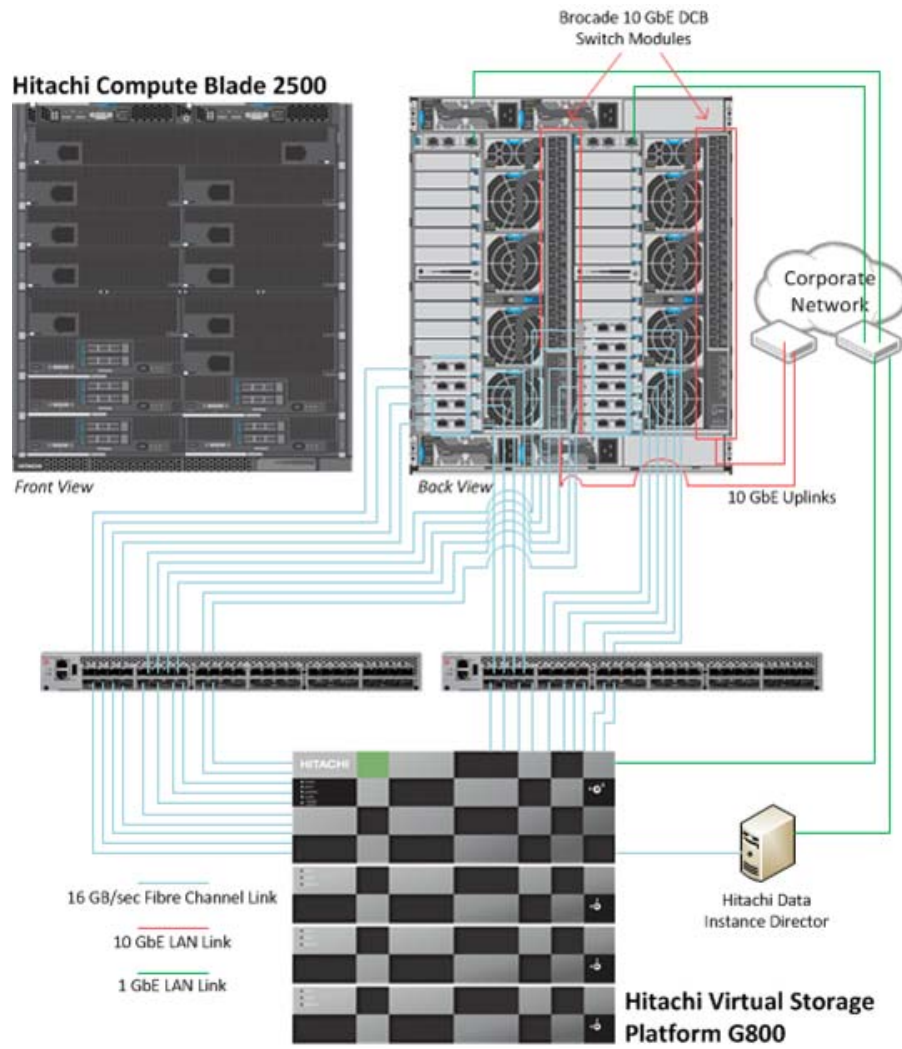 Brocade 10 GbE DCB
Switch Modules
Hitachi Compute Blade 2500
Corporate
Network
HITACHI
Front View
Back View
10 GbE Uplinks
HITACHI
16 GB/sec Fibre Channel Link
10 GbE LAN Link
1 GbE LAN Link
Hitachi Data
Instance Director
Hitachi Virtual Storage
Platform G800